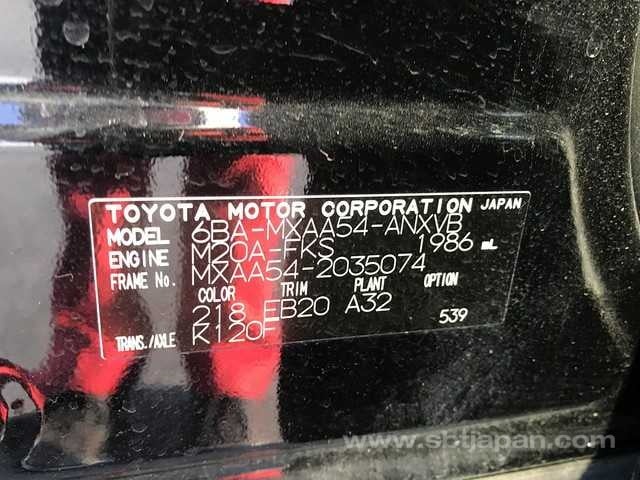 TOYOTA MOTOR CORPORATION JAPAN
MODEL 6BA-MXAA54-ANXVB
ENGINE M20A-FKS 1986 mL
FRAME No. MXAA54-2035074
COLOR TRIM PLANT OPTION
218 EB20 A32 539
TRANS./AXLE K120F
www.sbtjapan.com